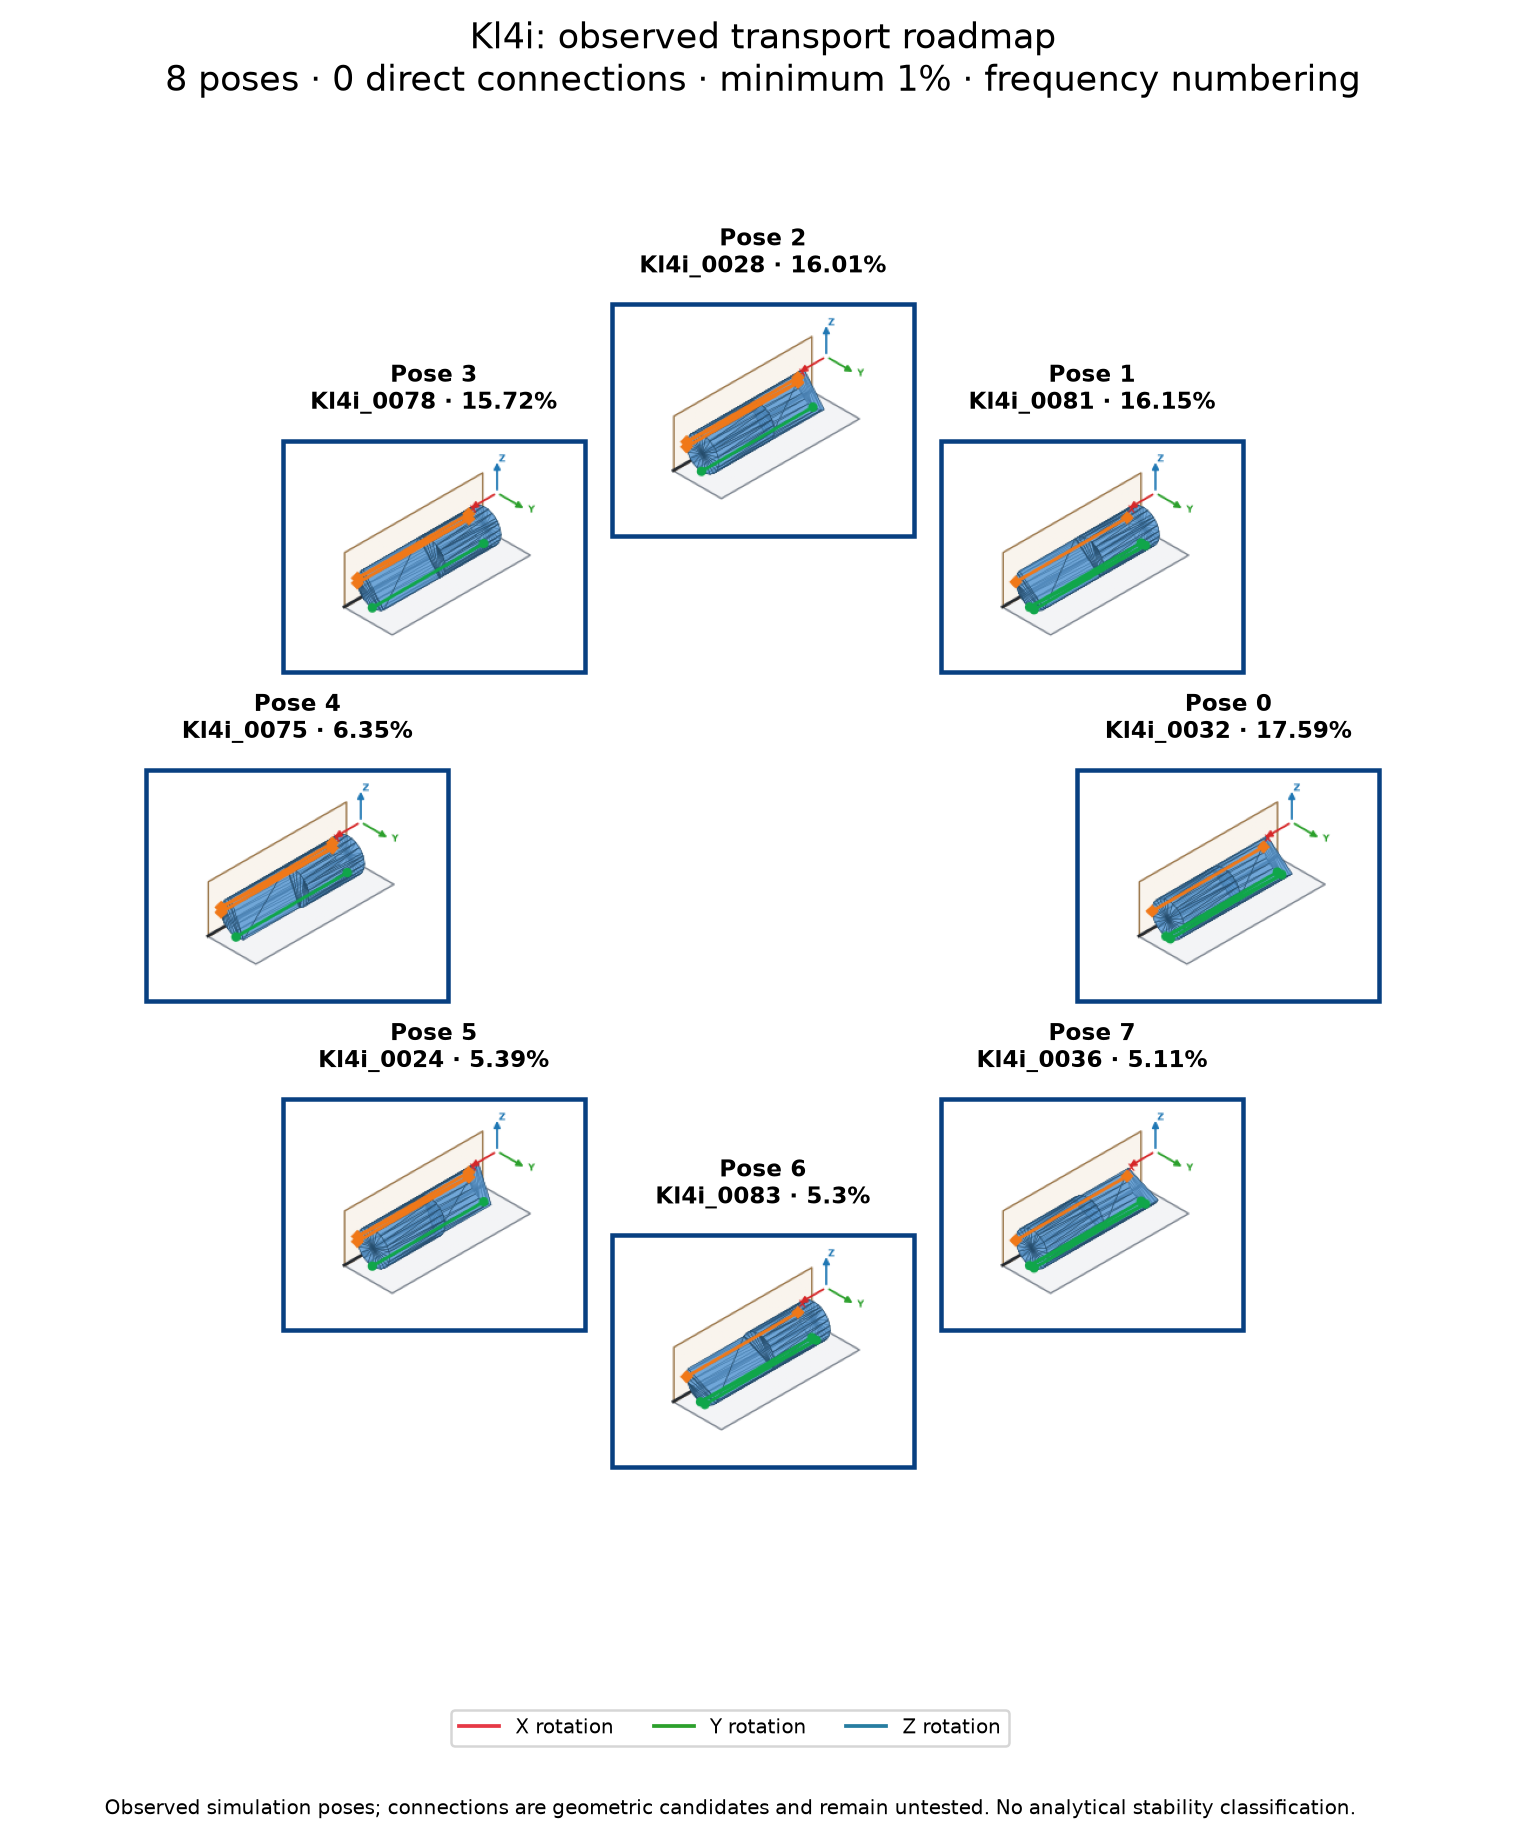 Kl4i: observed transport roadmap
8 poses · 0 direct connections · minimum 1% · frequency numbering
Pose 2
Kl4i_0028 · 16.01%
Z
Y
Pose 3
Kl4i_0078 · 15.72%
Z
Y
Pose 1
Kl4i_0081 · 16.15%
Z
Y
Pose 4
Kl4i_0075 · 6.35%
Z
Y
Pose 0
Kl4i_0032 · 17.59%
Z
Y
Pose 5
Kl4i_0024 · 5.39%
Z
Y
Pose 7
Kl4i_0036 · 5.11%
Z
Y
Pose 6
Kl4i_0083 · 5.3%
Z
Y
X rotation
Y rotation
Z rotation
Observed simulation poses; connections are geometric candidates and remain untested. No analytical stability classification.